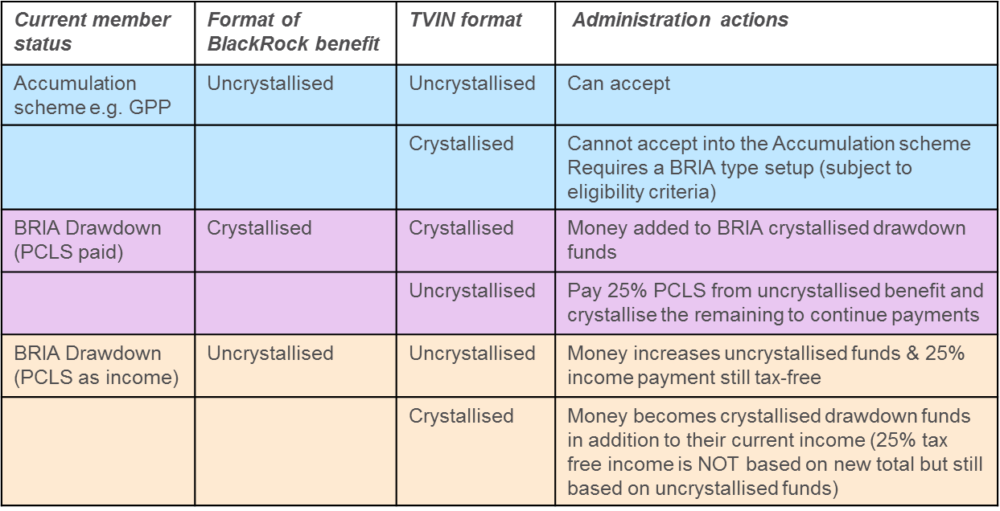 Current member status
Format of BlackRock benefit
TVIN format
Administration actions
Accumulation
scheme e.g. GPP
Uncrystallised
Uncrystallised
Can accept
Crystallised
Cannot accept into the Accumulation scheme
Requires a BRIA type setup (subject to
eligibility criteria)
BRIA Drawdown
(PCLS paid)
Crystallised
Crystallised
Money added to BRIA crystallised drawdown
funds
Uncrystallised
Pay 25% PCLS from uncrystallised benefit and
crystallise the remaining to continue payments
BRIA Drawdown
(PCLS as income)
Uncrystallised
Uncrystallised
Money increases uncrystallised funds & 25%
income payment still tax-free
Crystallised
Money becomes crystallised drawdown funds
in addition to their current income (25% tax
free income is NOT based on new total but still
based on uncrystallised funds)